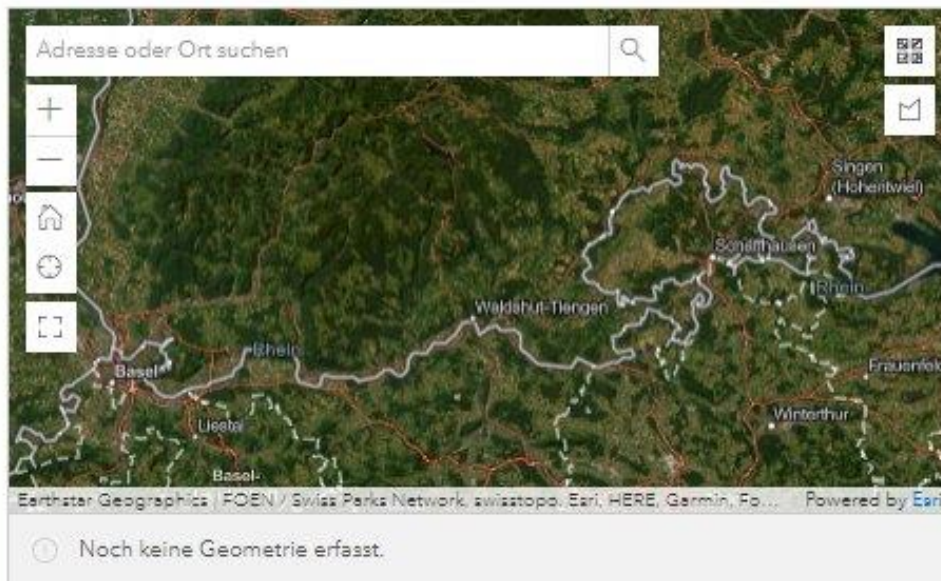 Adresse oder Ort suchen
Singen
(Hohentwiel)
Schaffhausen
Rhein
Waldshut-Tiengen
Rhein
Basel
Frauenfeld
Winterthur
Liestal
Basel-
Earthstar Geographics | FOEN / Swiss Parks Network, swisstopo, Esri, HERE, Garmin, Fo... Powered by Esri
Noch keine Geometrie erfasst.